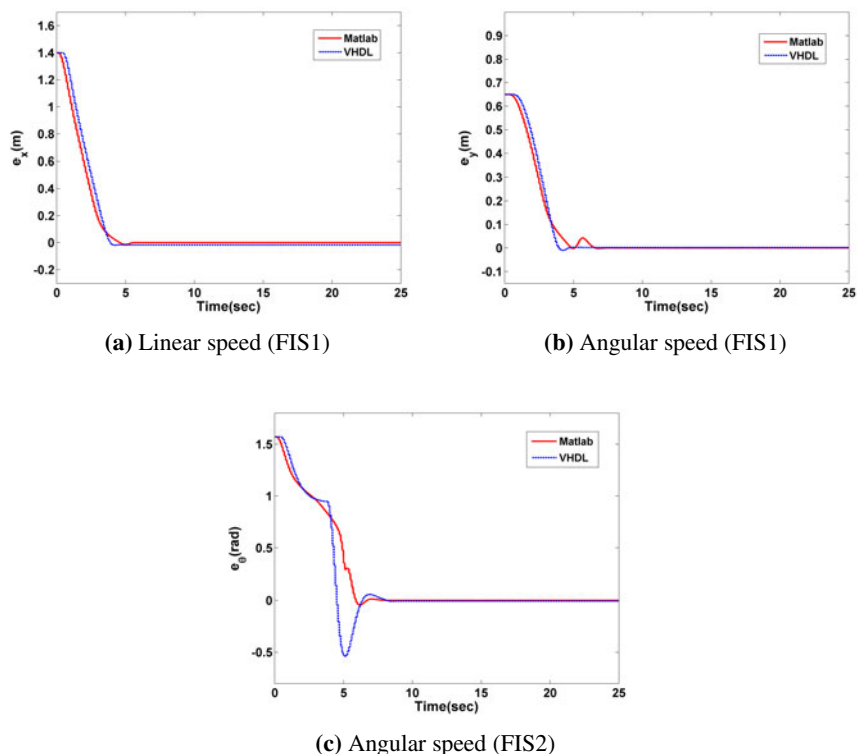 1.6
1.4
1.2
1
0.8
0.6
0.4
0.2
0
-0.2
e_x(m)
0 5 10 15 20 25
Time(sec)
Matlab
VHDL
(a) Linear speed (FIS1)
0.9
0.8
0.7
0.6
0.5
0.4
0.3
0.2
0.1
0
-0.1
e_y(m)
0 5 10 15 20 25
Time(sec)
Matlab
VHDL
(b) Angular speed (FIS1)
1.5
1
0.5
0
-0.5
e_θ(rad)
0 5 10 15 20 25
Time(sec)
Matlab
VHDL
(c) Angular speed (FIS2)